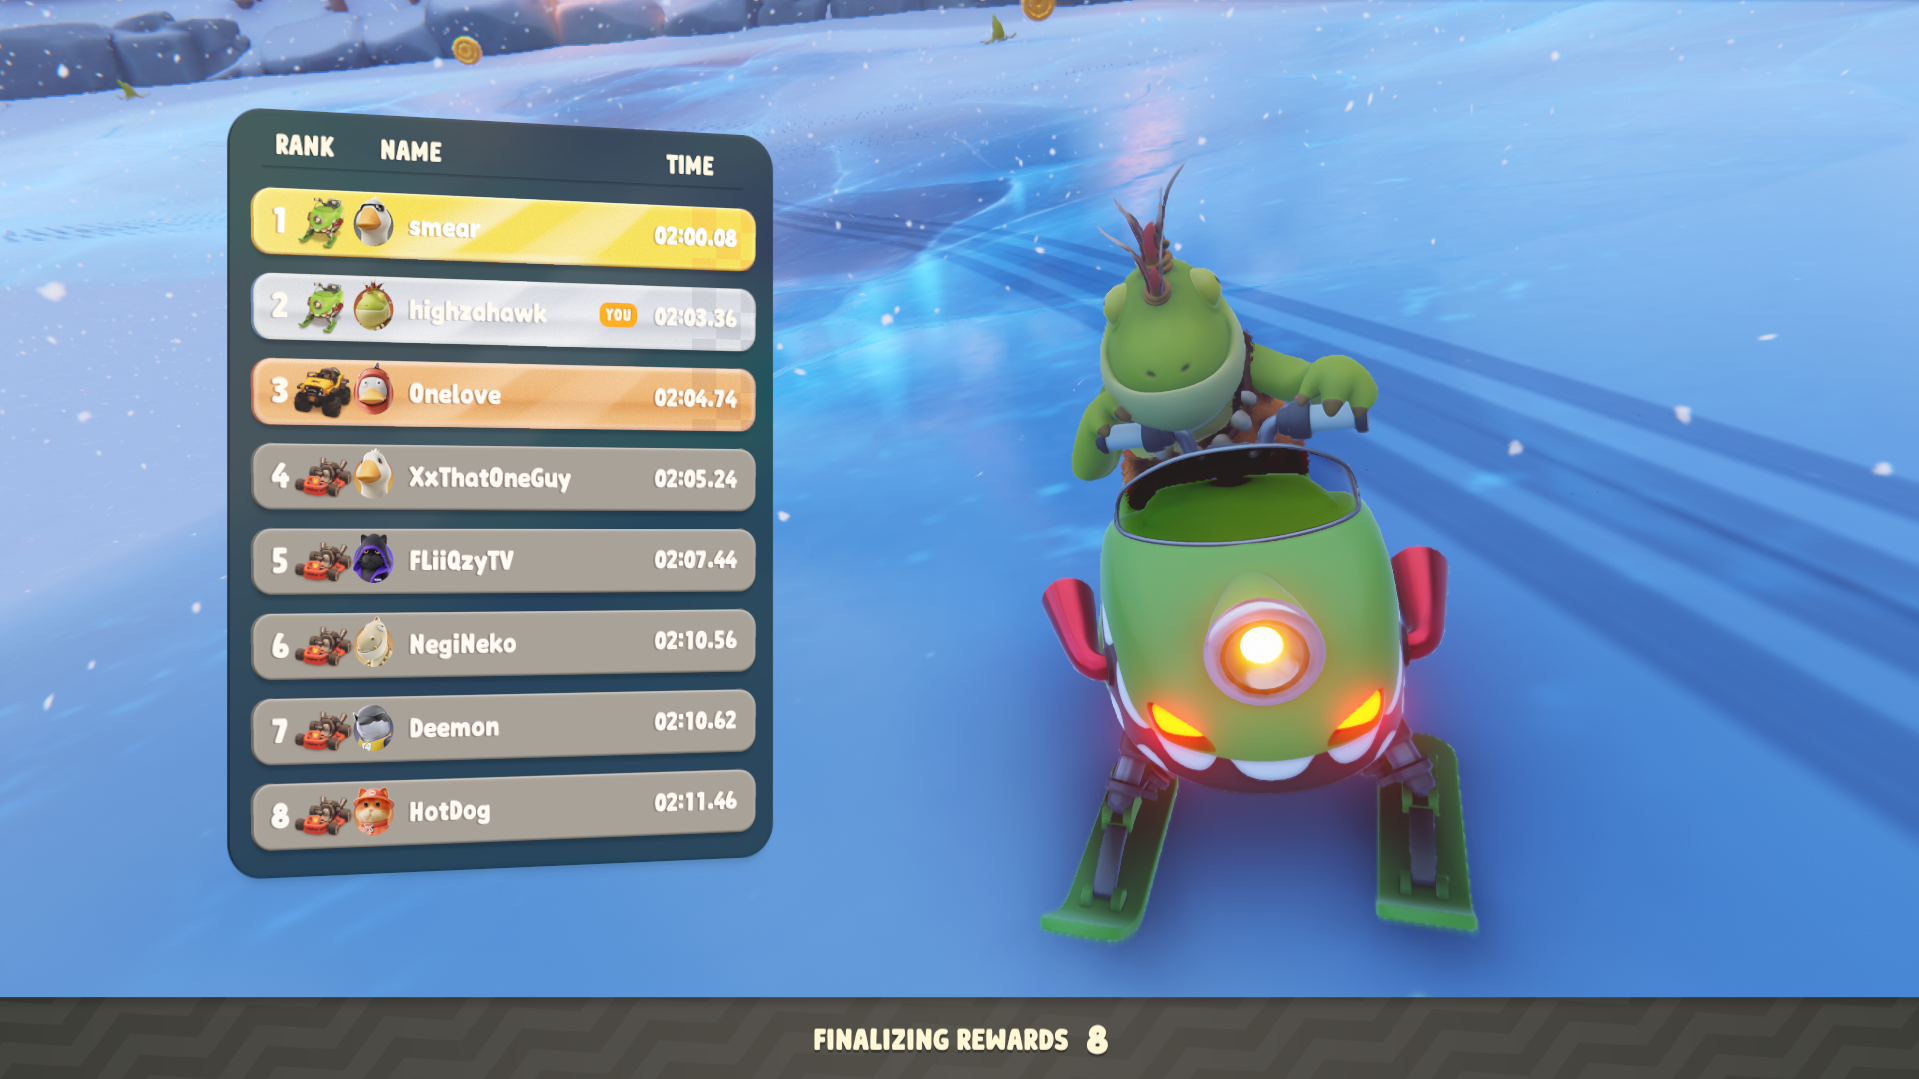 RANK NAME TIME
1 smear 02:00.08
2 highzahawk YOU 02:03.36
3 Onelove 02:04.74
4 XxThatOneGuy 02:05.24
5 FLiiQzyTV 02:07.44
6 NegiNeko 02:10.56
7 Deemon 02:10.62
8 HotDog 02:11.46
FINALIZING REWARDS 8